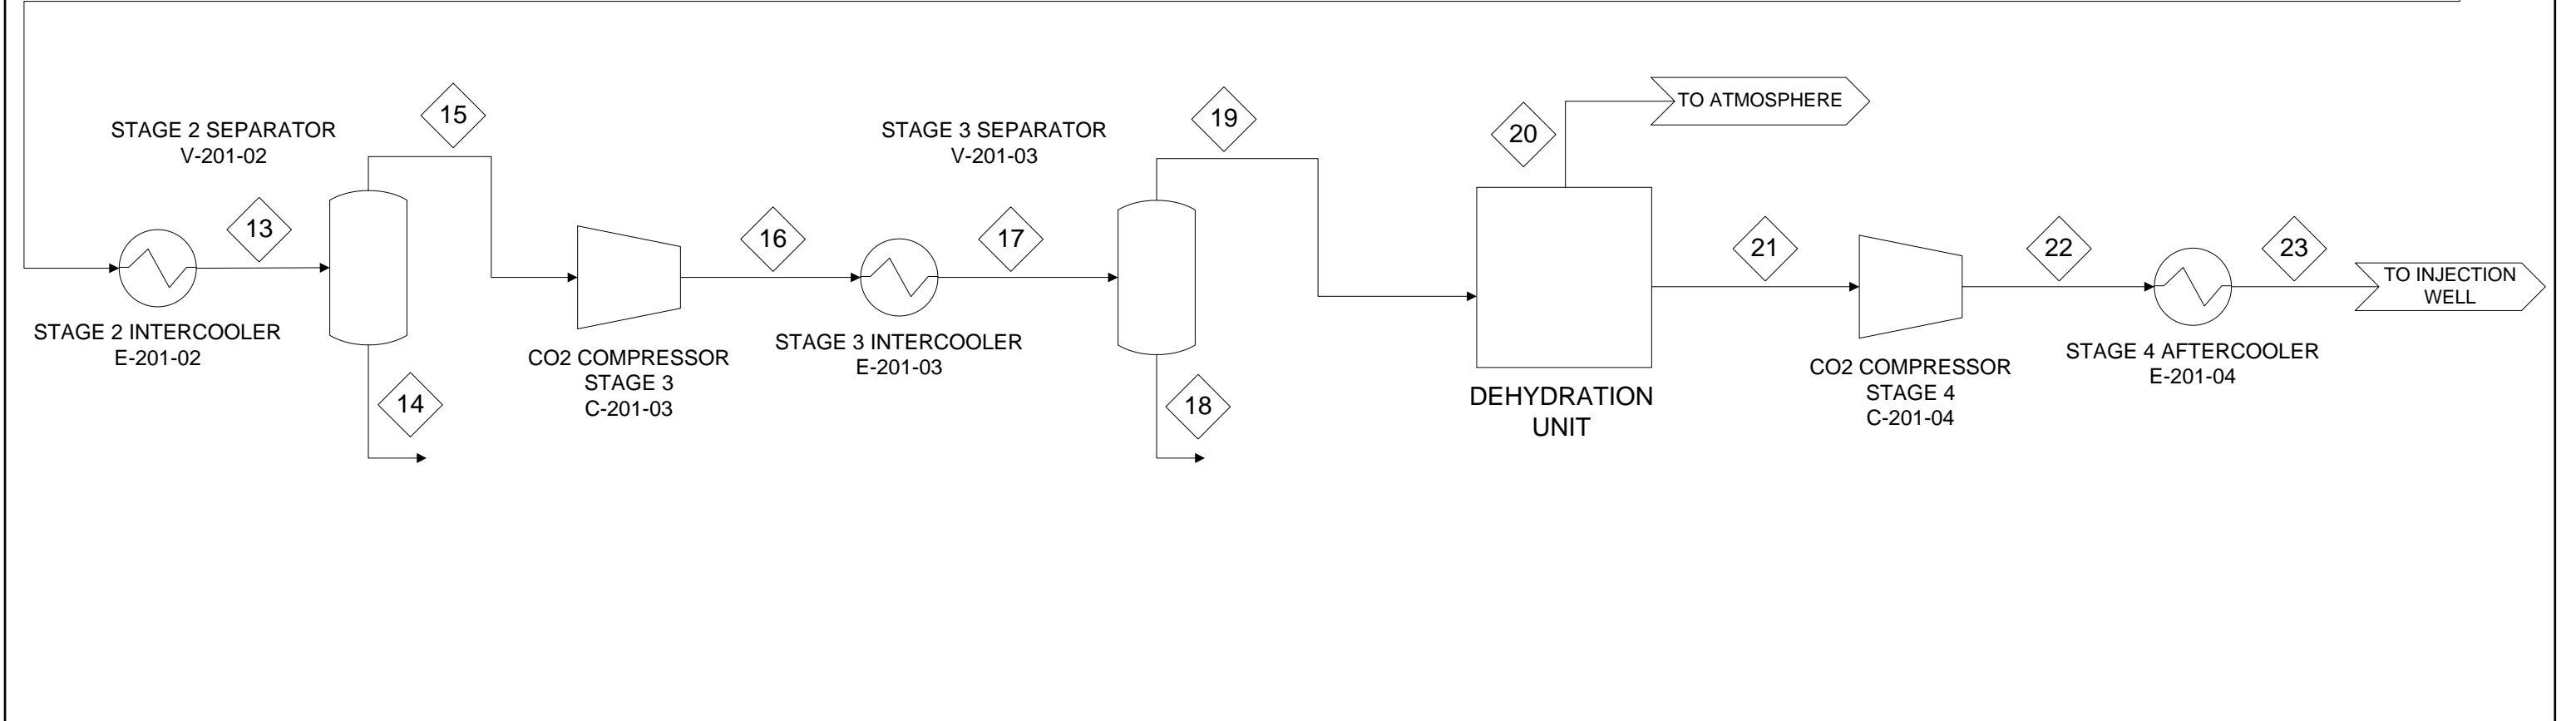 STAGE 2 SEPARATOR
V-201-02
15
13
STAGE 2 INTERCOOLER
E-201-02
14
CO2 COMPRESSOR
STAGE 3
C-201-03
16
STAGE 3 INTERCOOLER
E-201-03
17
STAGE 3 SEPARATOR
V-201-03
19
18
20
TO ATMOSPHERE
DEHYDRATION
UNIT
21
CO2 COMPRESSOR
STAGE 4
C-201-04
22
STAGE 4 AFTERCOOLER
E-201-04
23
TO INJECTION
WELL